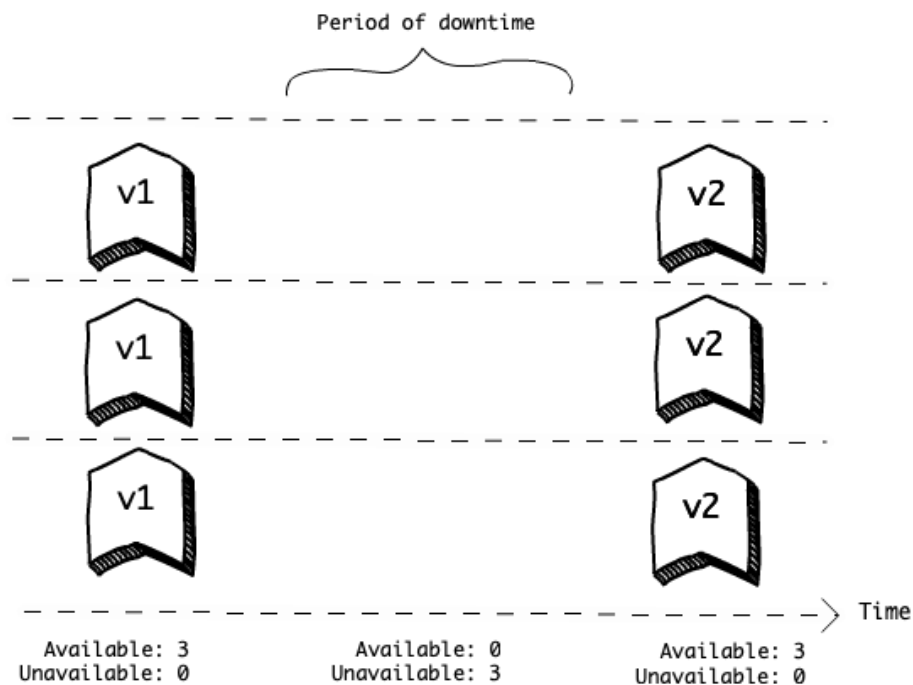 Period of downtime
v1
v2
v1
v2
v1
v2
Time
Available: 3
Unavailable: 0
Available: 0
Unavailable: 3
Available: 3
Unavailable: 0